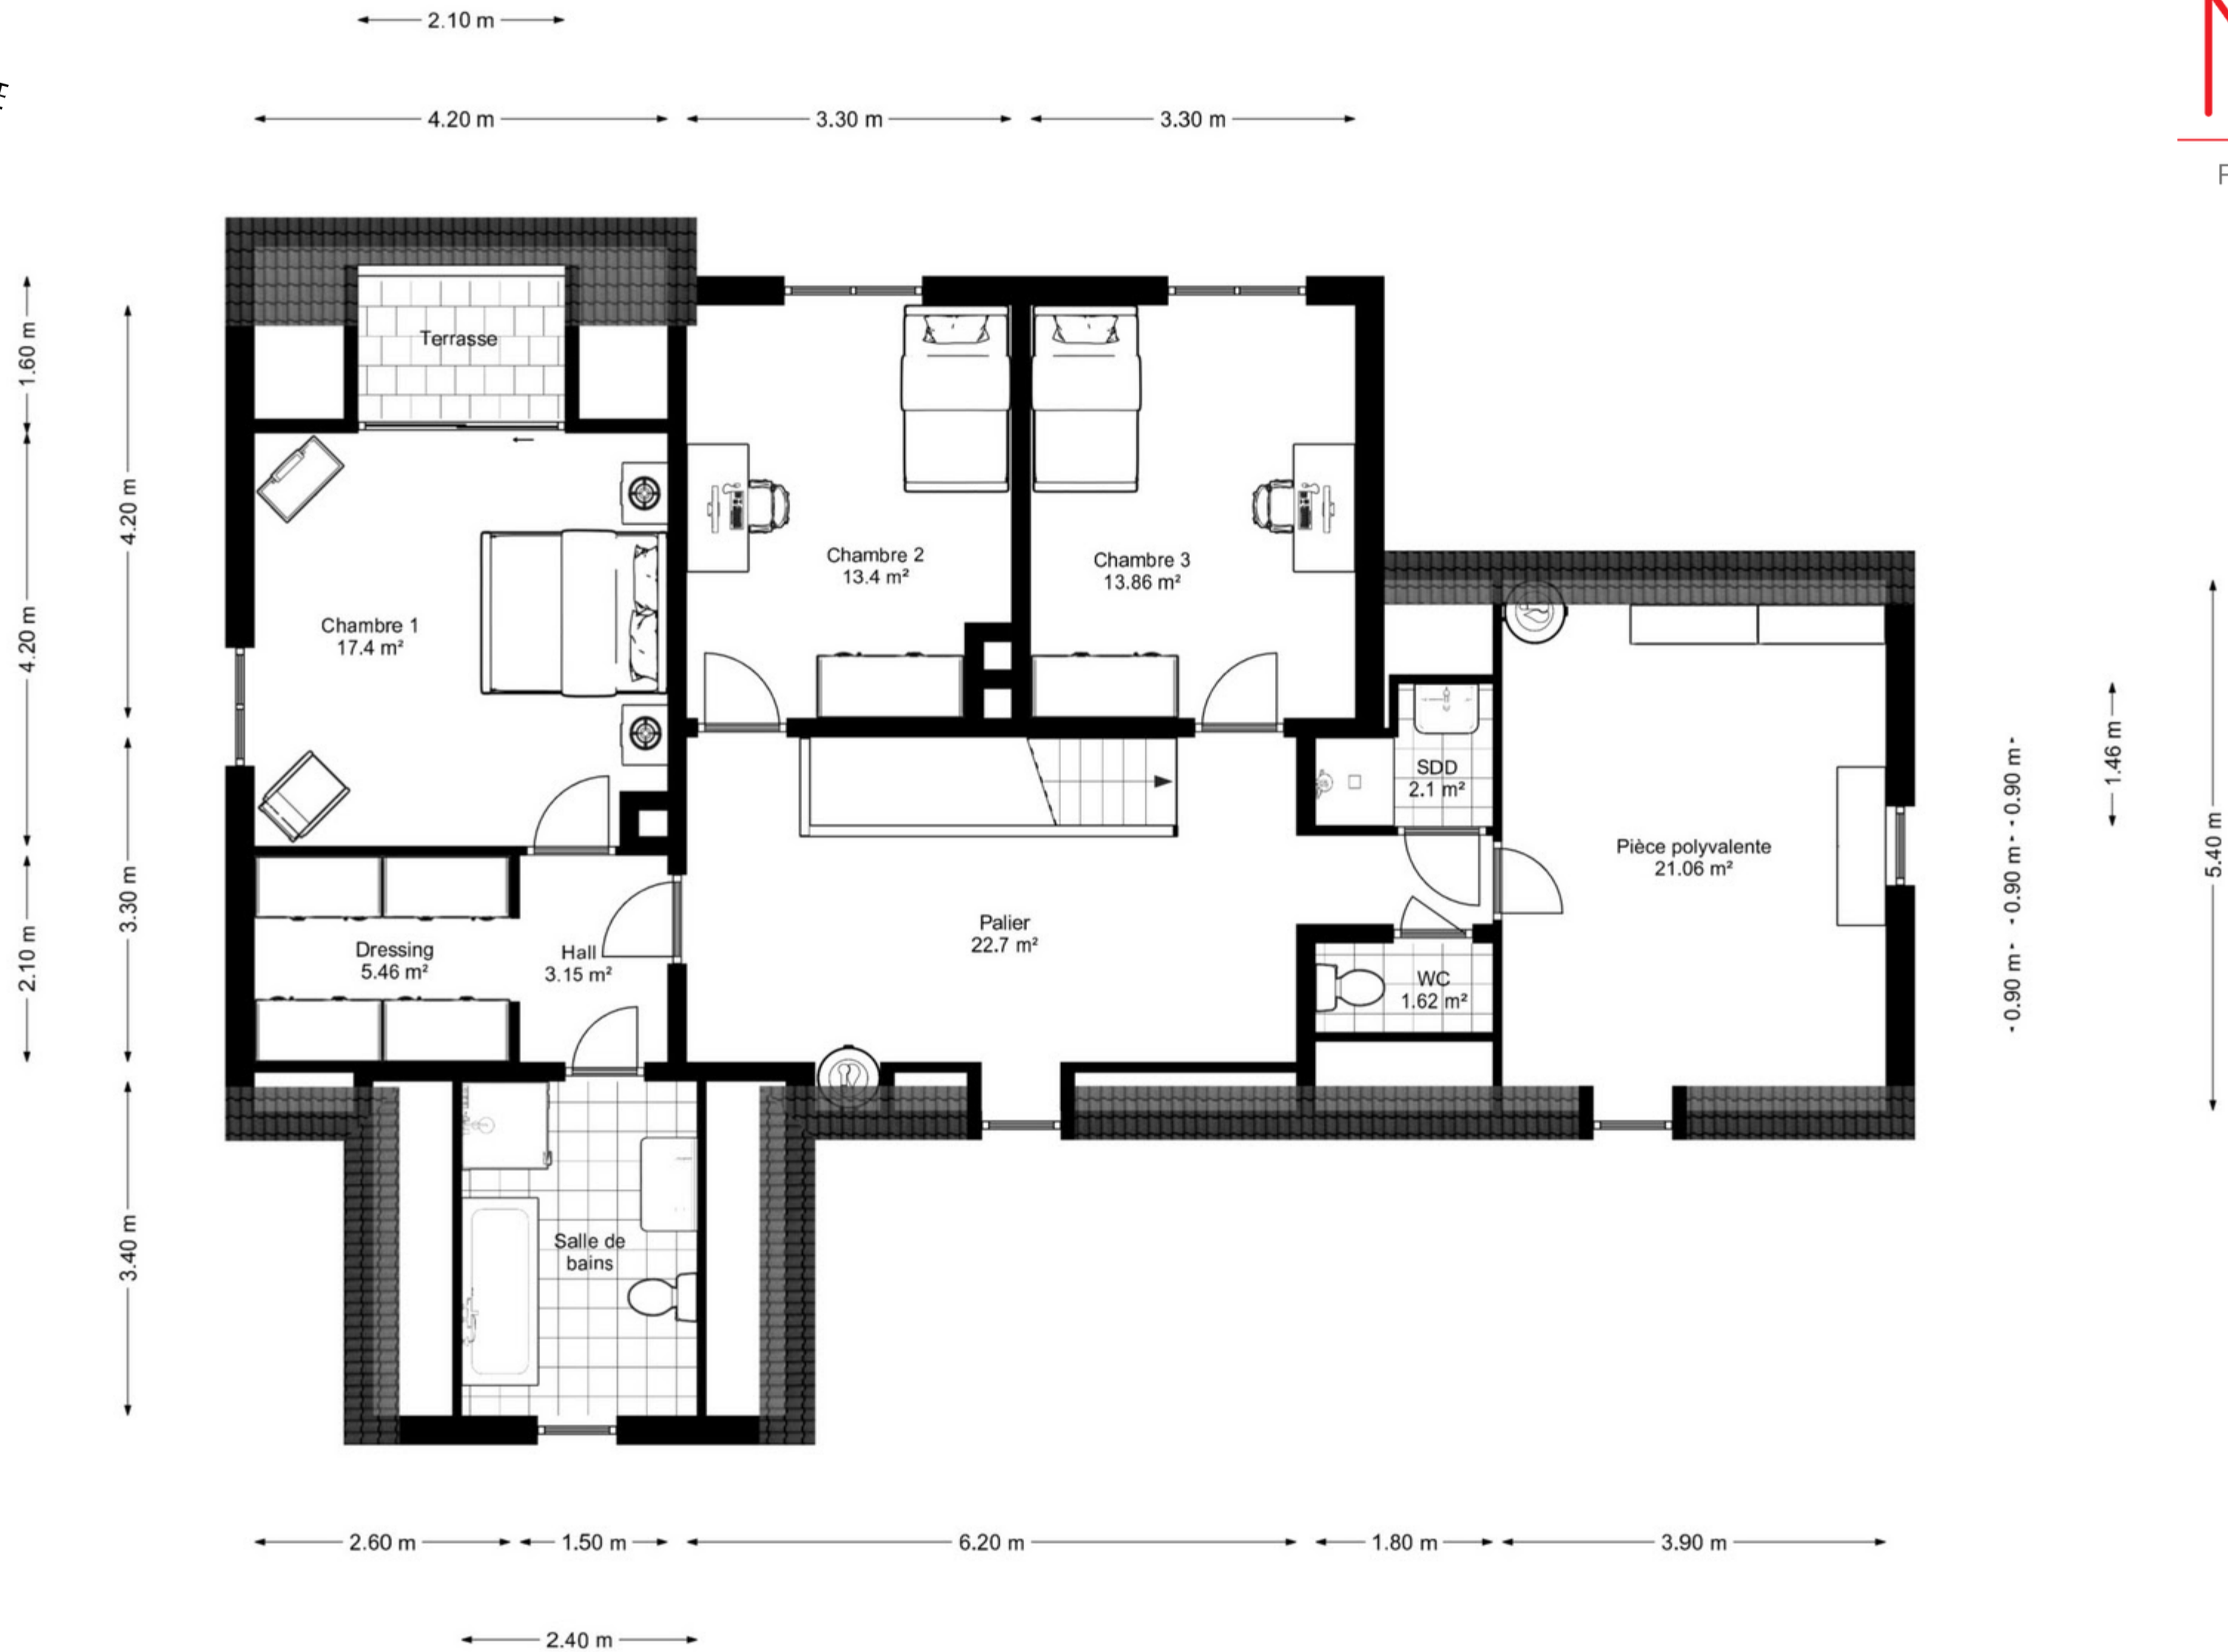 2.10 m
4.20 m
3.30 m
3.30 m
Terrasse
1.60 m
4.20 m
4.20 m
Chambre 2
13.4 m²
Chambre 3
13.86 m²
Chambre 1
17.4 m²
SDD
2.1 m²
1.46 m
0.90 m
0.90 m
0.90 m
5.40 m
Pièce polyvalente
21.06 m²
3.30 m
2.10 m
Dressing
5.46 m²
Hall
3.15 m²
Palier
22.7 m²
WC
1.62 m²
3.40 m
Salle de
bains
2.60 m
1.50 m
6.20 m
1.80 m
3.90 m
2.40 m